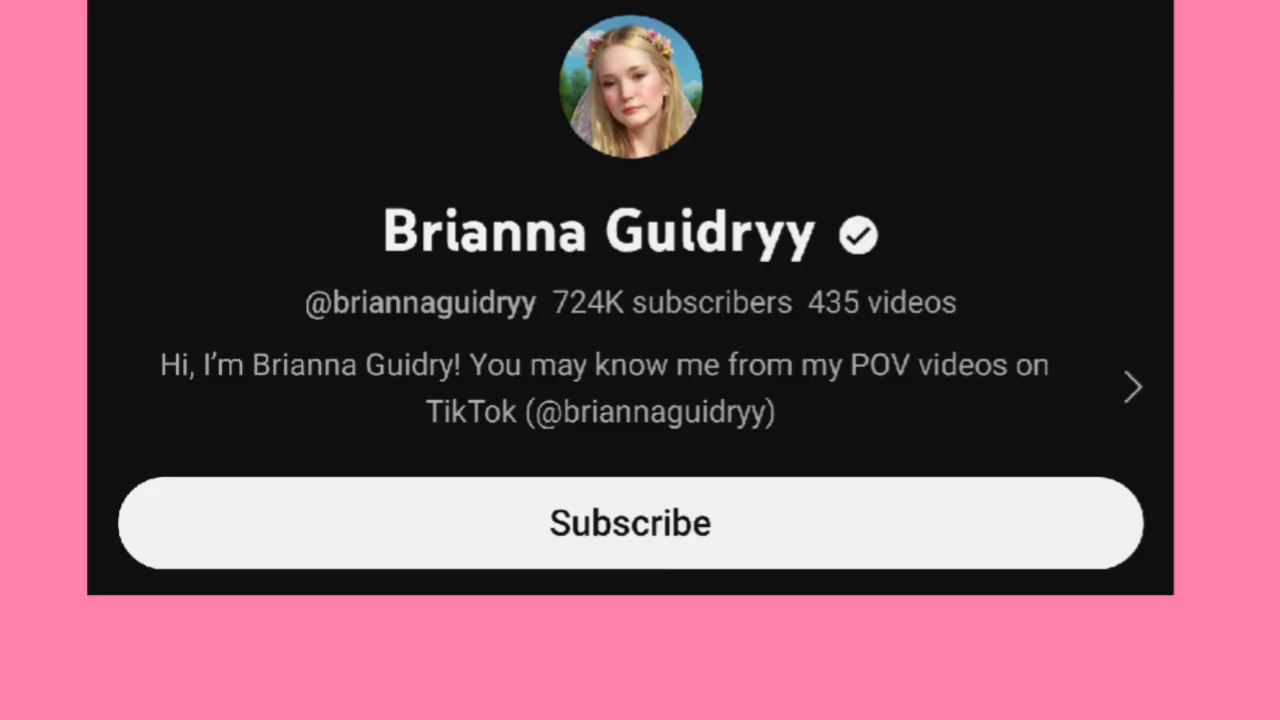 Brianna Guidryy
@briannaguidryy 724K subscribers 435 videos
Hi, I’m Brianna Guidry! You may know me from my POV videos on
TikTok (@briannaguidryy)
Subscribe